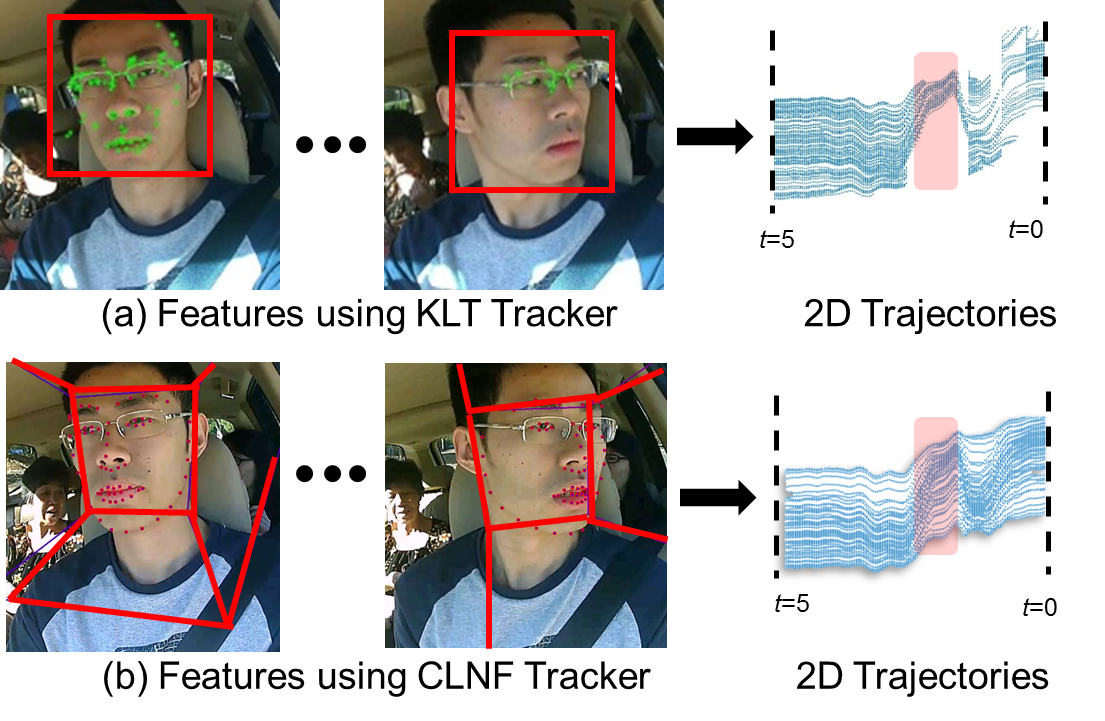 t=5
t=0
(a) Features using KLT Tracker
2D Trajectories
t=5
t=0
(b) Features using CLNF Tracker
2D Trajectories